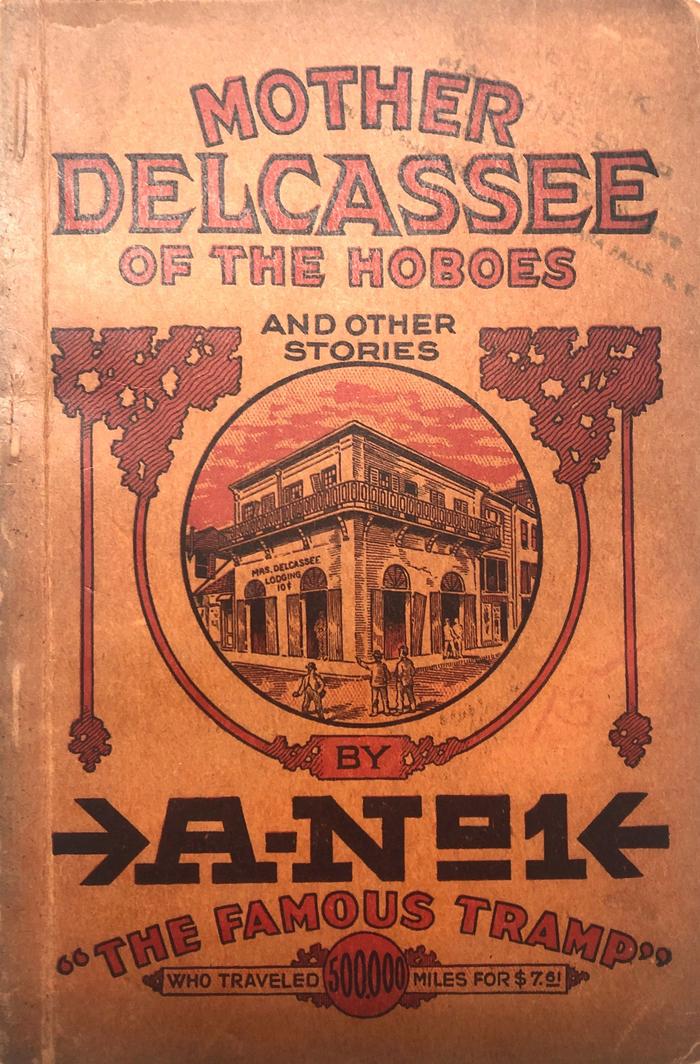 MOTHER
DELCASSEE
OF THE HOBOES
AND OTHER
STORIES
MRS. DELCASSEE
LODGING
10¢
BY
A-No1
"THE FAMOUS TRAMP"
WHO TRAVELED 500,000 MILES FOR $7.61
FALLS, N.